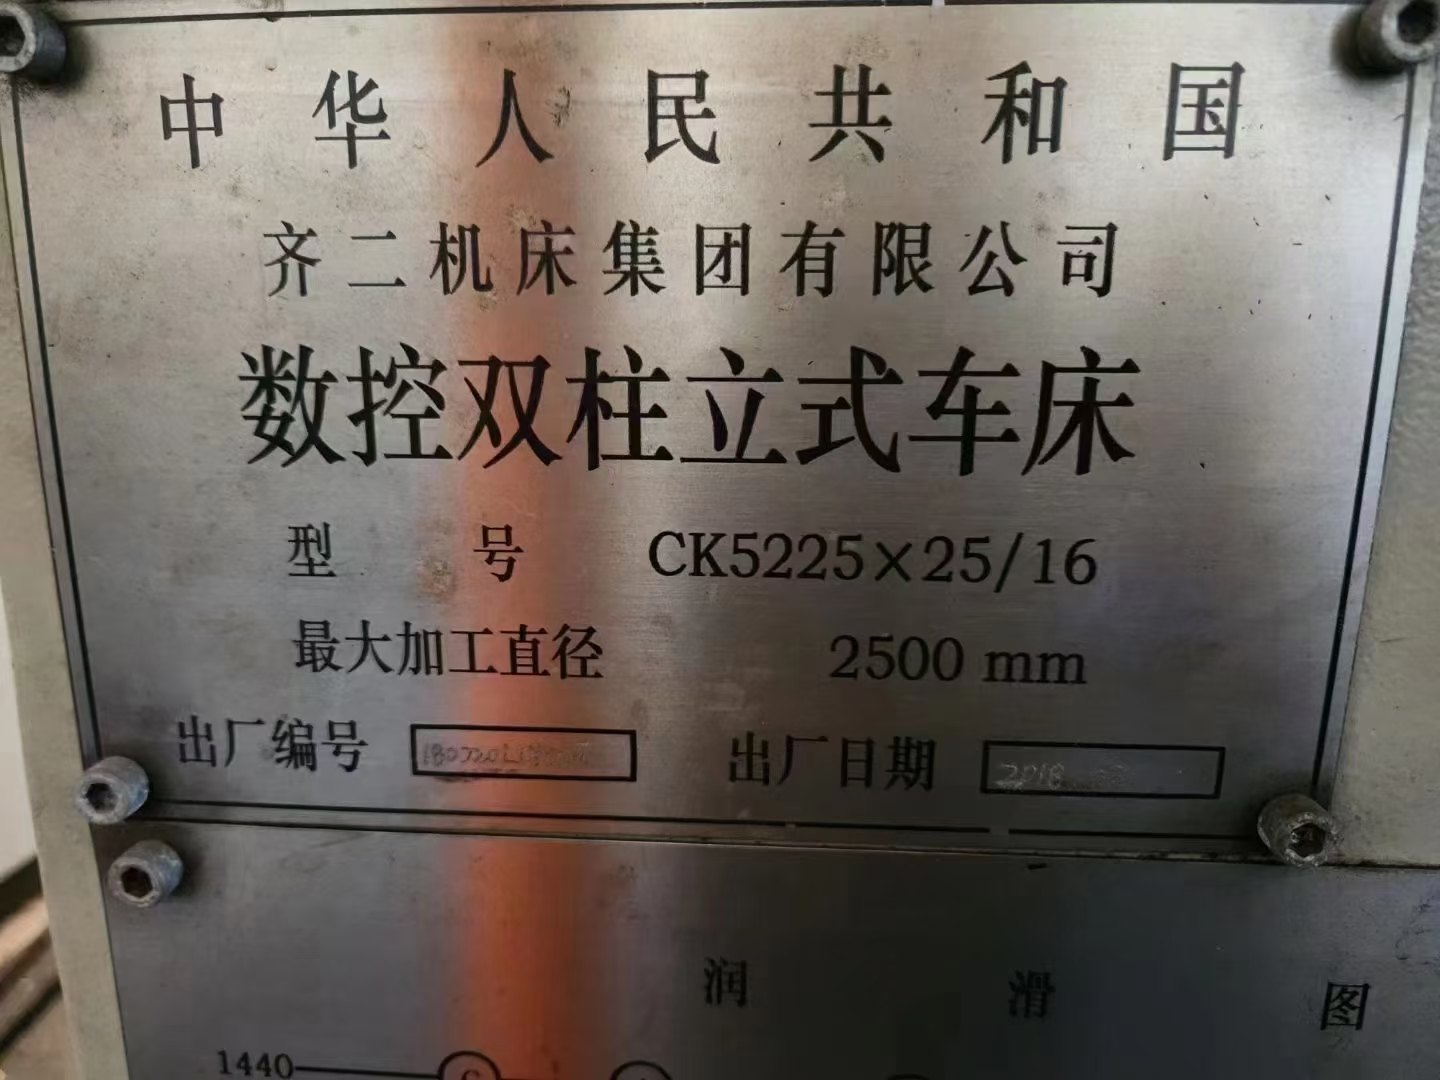 中华人民共和国
齐二机床集团有限公司
数控双柱立式车床
型号 CK5225×25/16
最大加工直径 2500 mm
出厂编号 出厂日期 2018
润滑图
1440